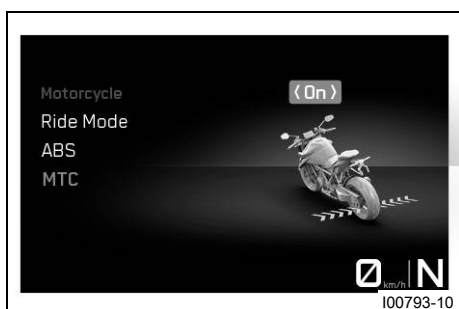 Motorcycle
⟨ On ⟩
Ride Mode
ABS
MTC
0 km/h | N
I00793-10